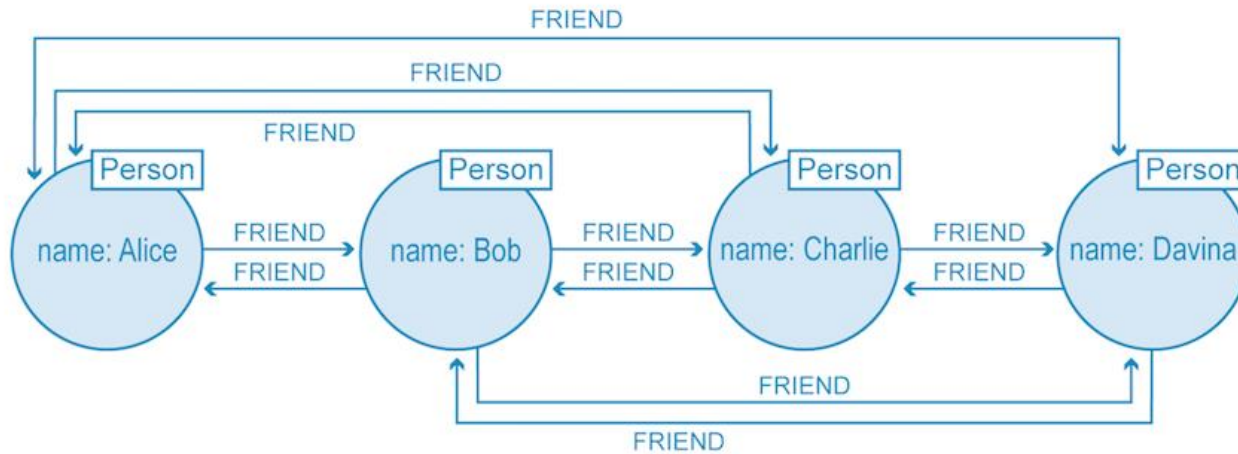 FRIEND
FRIEND
FRIEND
Person Person Person Person
name: Alice FRIEND name: Bob FRIEND name: Charlie FRIEND name: Davina
FRIEND FRIEND FRIEND
FRIEND
FRIEND